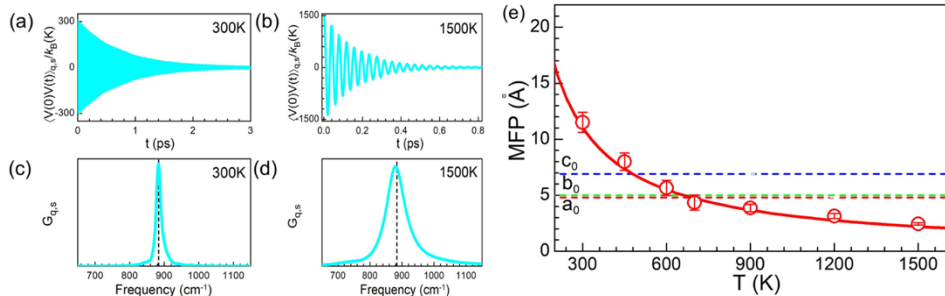 (a)
300K
⟨V(0)V(t)⟩q,s/kB(K)
300
0
-300
0
1
2
3
t (ps)
(b)
1500K
⟨V(0)V(t)⟩q,s/kB(K)
1500
0
-1500
0.0
0.2
0.4
0.6
0.8
t (ps)
(c)
300K
Gq,s
700
800
900
1000
1100
Frequency (cm-1)
(d)
1500K
Gq,s
700
800
900
1000
1100
Frequency (cm-1)
(e)
MFP (Å)
20
15
10
5
0
c0
b0
a0
300
600
900
1200
1500
T (K)